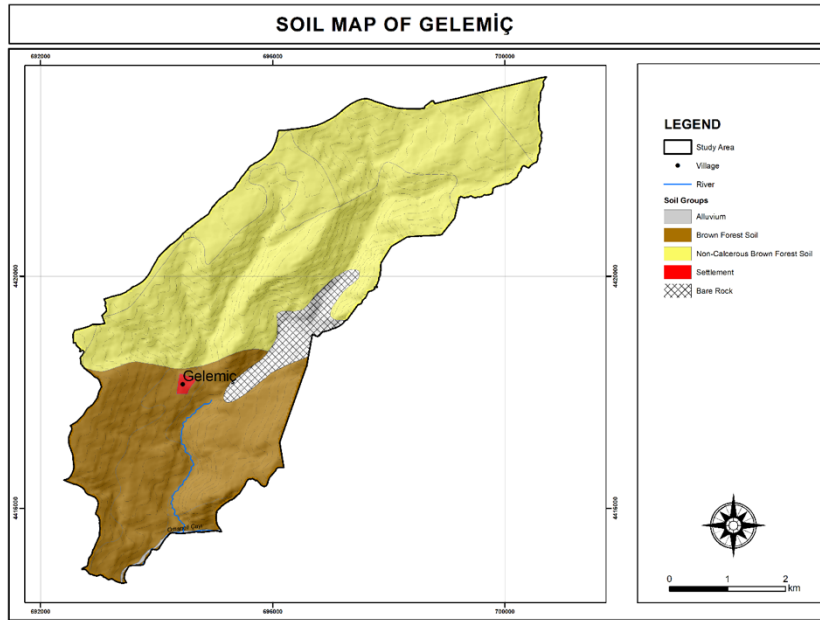 SOIL MAP OF GELEMİÇ
692000
696000
700000
4420000
4420000
4416000
4416000
Gelemiç
692000
696000
700000
LEGEND
Study Area
Village
River
Soil Groups
Alluvium
Brown Forest Soil
Non-Calcerous Brown Forest Soil
Settlement
Bare Rock
0
1
2
km